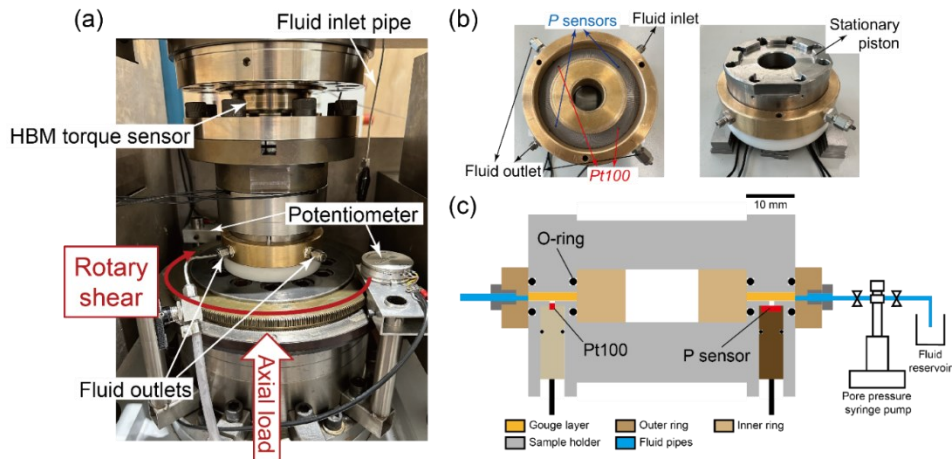 (a)
Fluid inlet pipe
HBM torque sensor
Potentiometer
Rotary
shear
Fluid outlets
Axial load
(b)
P sensors
Fluid inlet
Stationary
piston
Fluid outlet
Pt100
(c)
10 mm
O-ring
Pt100
P sensor
Fluid
reservoir
Pore pressure
syringe pump
Gouge layer
Outer ring
Inner ring
Sample holder
Fluid pipes